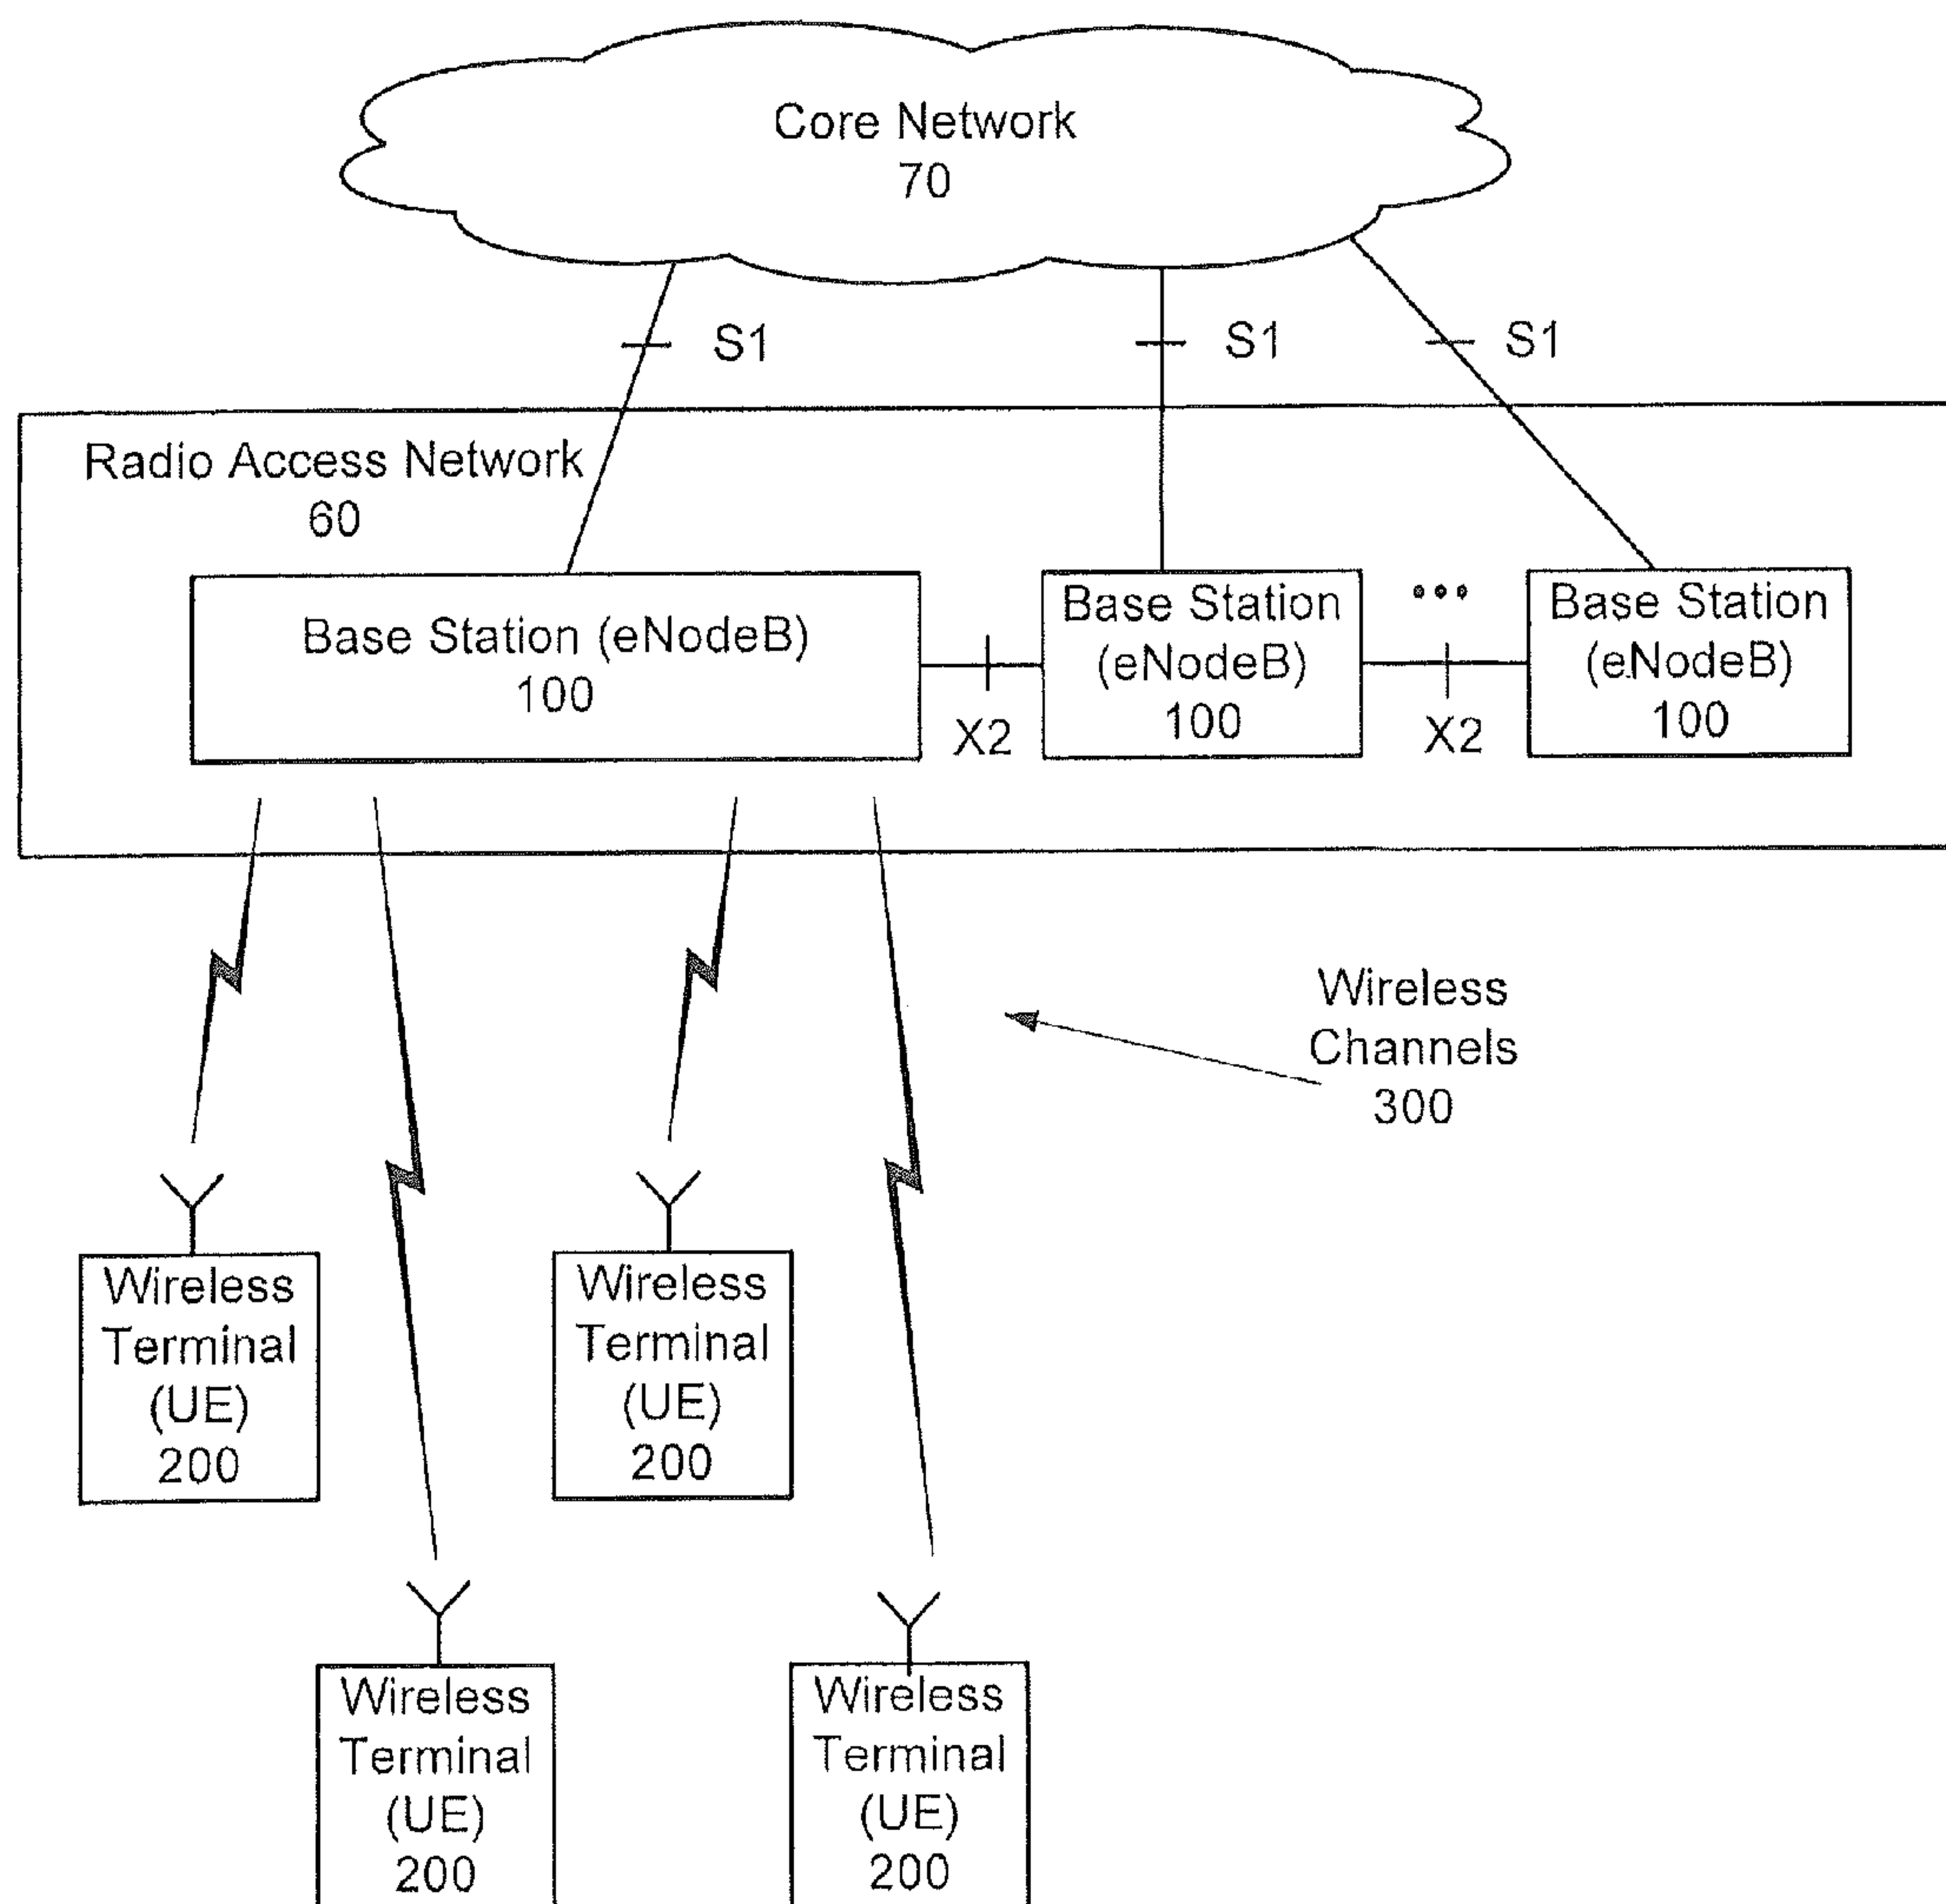 Core Network
70
S1
S1
S1
Radio Access Network
60
Base Station (eNodeB)
100
X2
Base Station
(eNodeB)
100
•••
X2
Base Station
(eNodeB)
100
Wireless
Channels
300
Wireless
Terminal
(UE)
200
Wireless
Terminal
(UE)
200
Wireless
Terminal
(UE)
200
Wireless
Terminal
(UE)
200